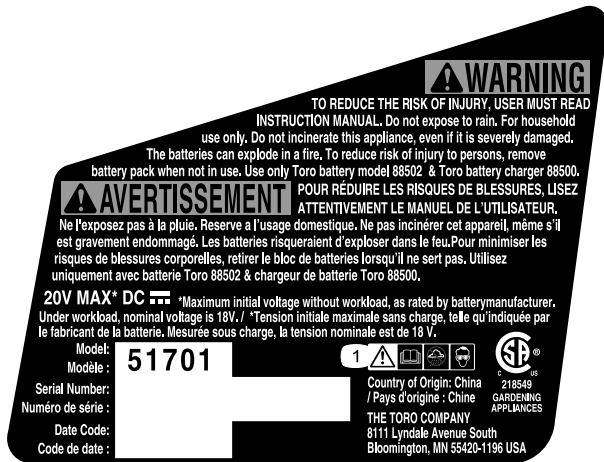 WARNING
TO REDUCE THE RISK OF INJURY, USER MUST READ
INSTRUCTION MANUAL. Do not expose to rain. For household
use only. Do not incinerate this appliance, even if it is severely damaged.
The batteries can explode in a fire. To reduce risk of injury to persons, remove
battery pack when not in use. Use only Toro battery model 88502 & Toro battery charger 88500.
AVERTISSEMENT
POUR RÉDUIRE LES RISQUES DE BLESSURES, LISEZ
ATTENTIVEMENT LE MANUEL DE L'UTILISATEUR.
Ne l'exposez pas à la pluie. Reserve a l'usage domestique. Ne pas incinérer cet appareil, même s'il
est gravement endommagé. Les batteries risqueraient d'exploser dans le feu.Pour minimiser les
risques de blessures corporelles, retirer le bloc de batteries lorsqu'il ne sert pas. Utilisez
uniquement avec batterie Toro 88502 & chargeur de batterie Toro 88500.
20V MAX* DC *Maximum initial voltage without workload, as rated by batterymanufacturer.
Under workload, nominal voltage is 18V. / *Tension initiale maximale sans charge, telle qu'indiquée par
le fabricant de la batterie. Mesurée sous charge, la tension nominale est de 18 V.
Model:
Modèle :
51701
Serial Number:
Numéro de série :
Date Code:
Code de date :
1
Country of Origin: China
/ Pays d'origine : Chine
THE TORO COMPANY
8111 Lyndale Avenue South
Bloomington, MN 55420-1196 USA
SA ®
C US
218549
GARDENING
APPLIANCES